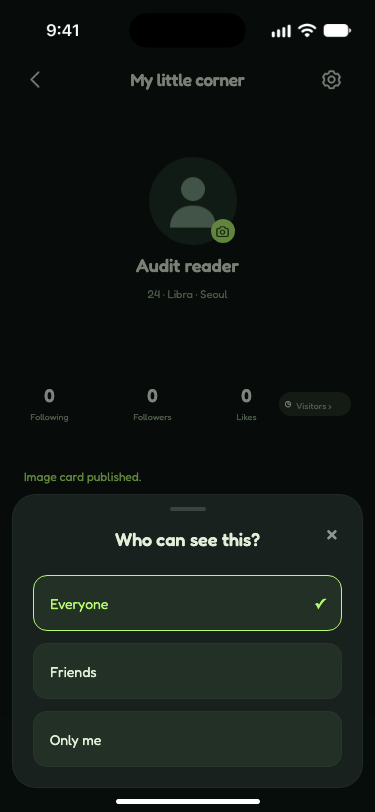 9:41
My little corner
Audit reader
24 · Libra · Seoul
0 0 0
Following Followers Likes Visitors ›
Image card published.
Who can see this? ×
Everyone ✓
Friends
Only me